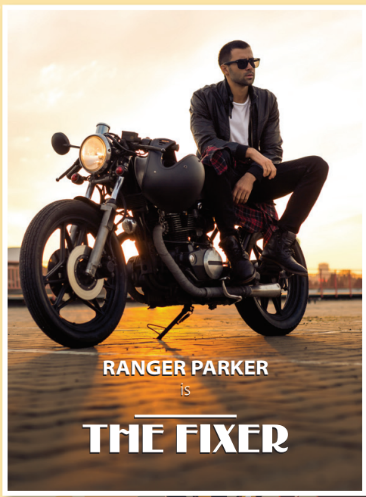 RANGER PARKER
is
THE FIXER